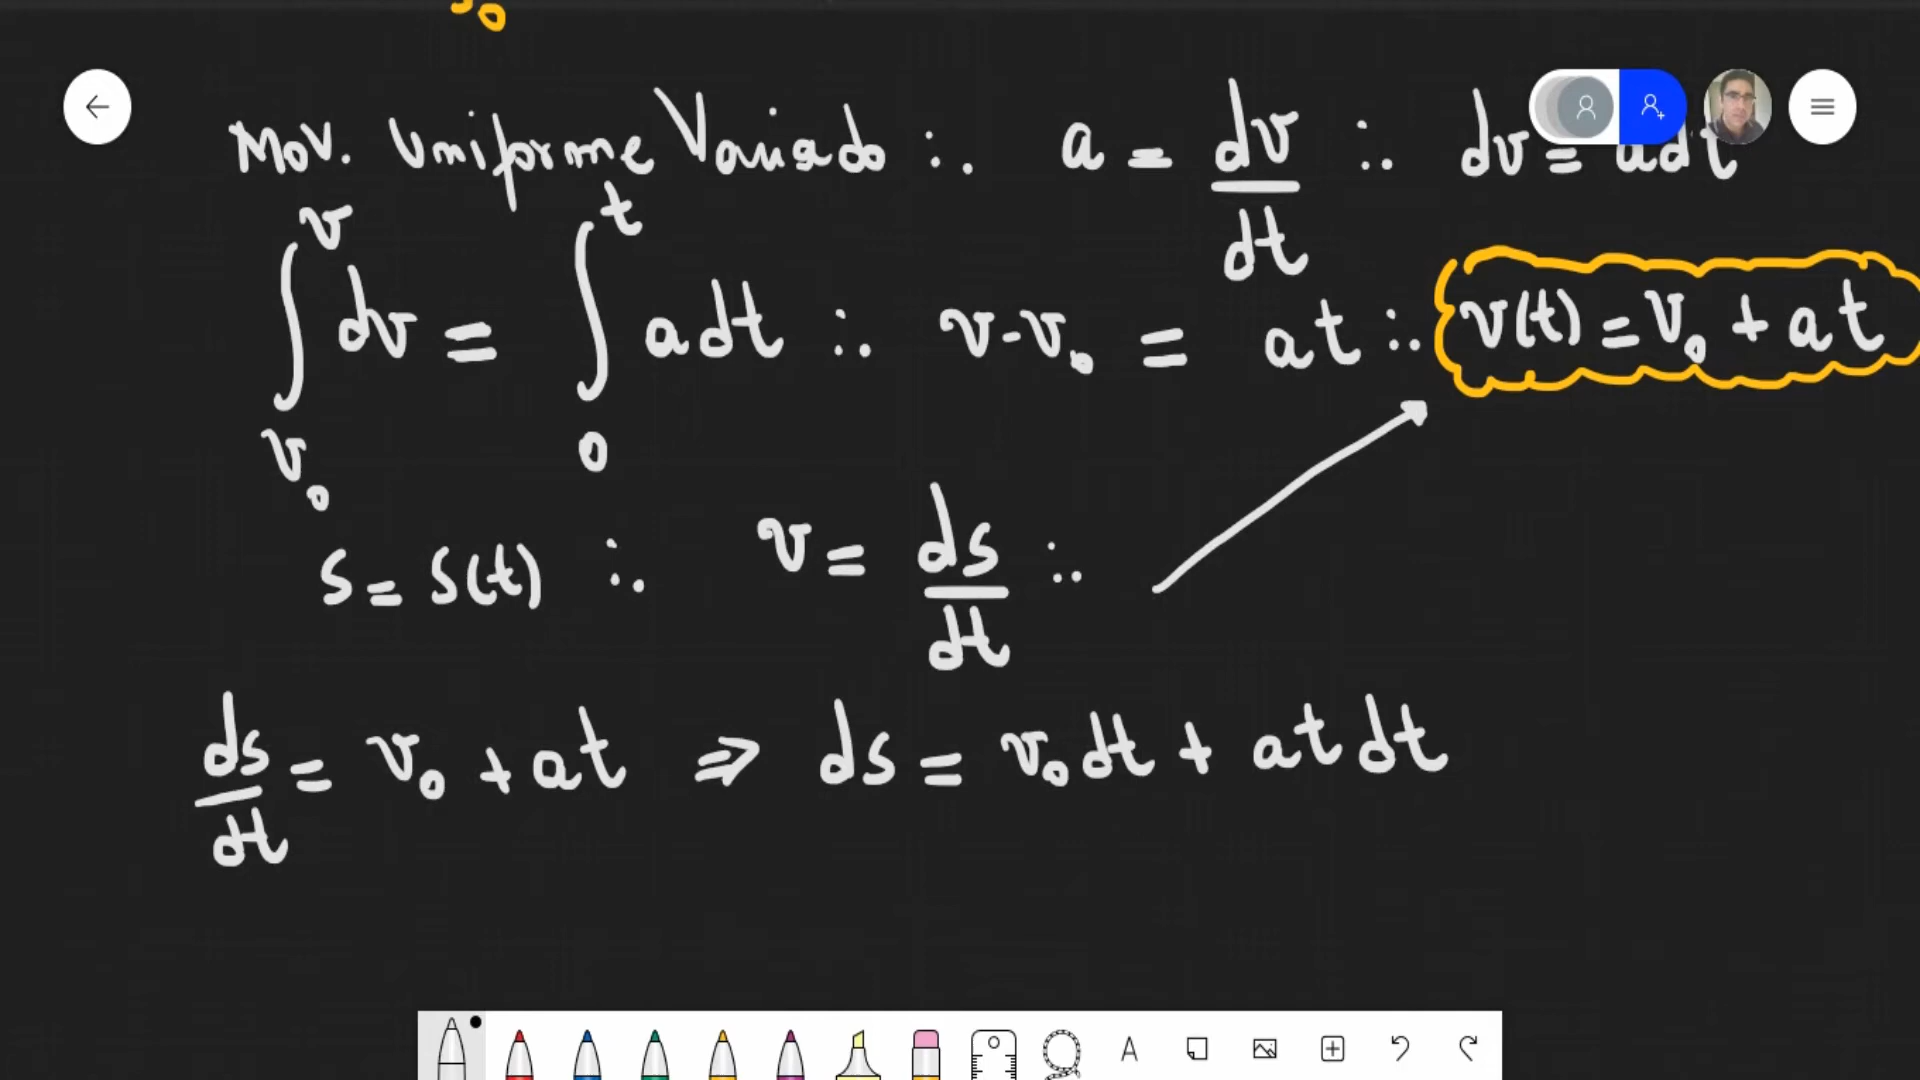 s₀
Mov. Uniforme Variado ∴ a = dv/dt ∴ dv = adt
∫_{v₀}^{v} dv = ∫_{0}^{t} adt ∴ v-v₀ = at ∴ v(t) = v₀ + at
s = s(t) ∴ v = ds/dt ∴
ds/dt = v₀ + at ⇒ ds = v₀dt + at dt
A